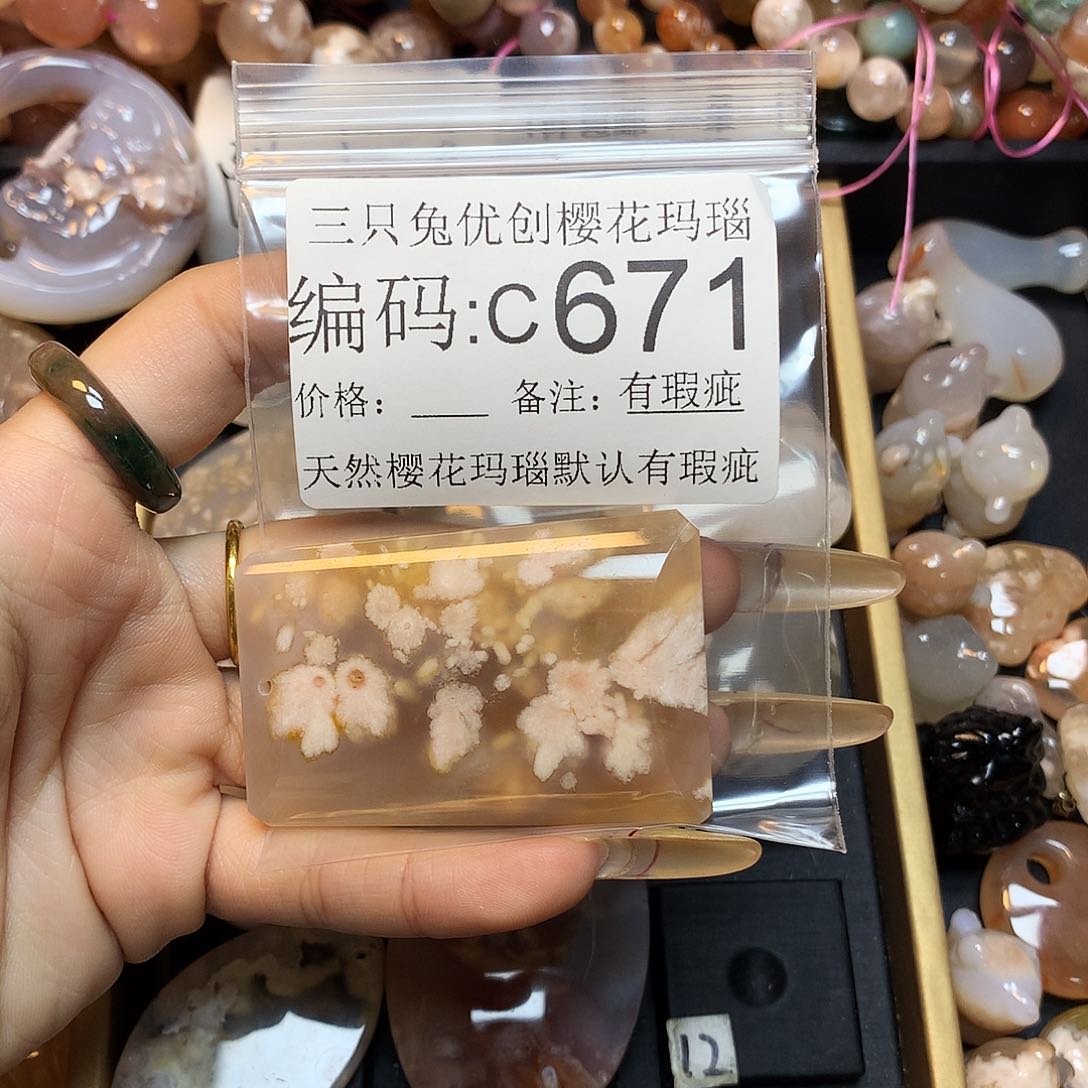 三只兔优创樱花玛瑙
编码:C671
价格：____ 备注：有瑕疵
天然樱花玛瑙默认有瑕疵
12